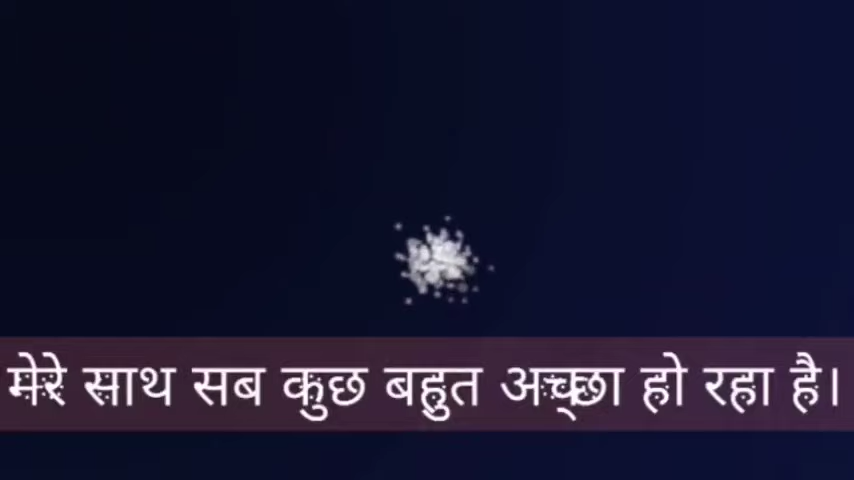 मेरे साथ सब कुछ बहुत अच्छा हो रहा है।